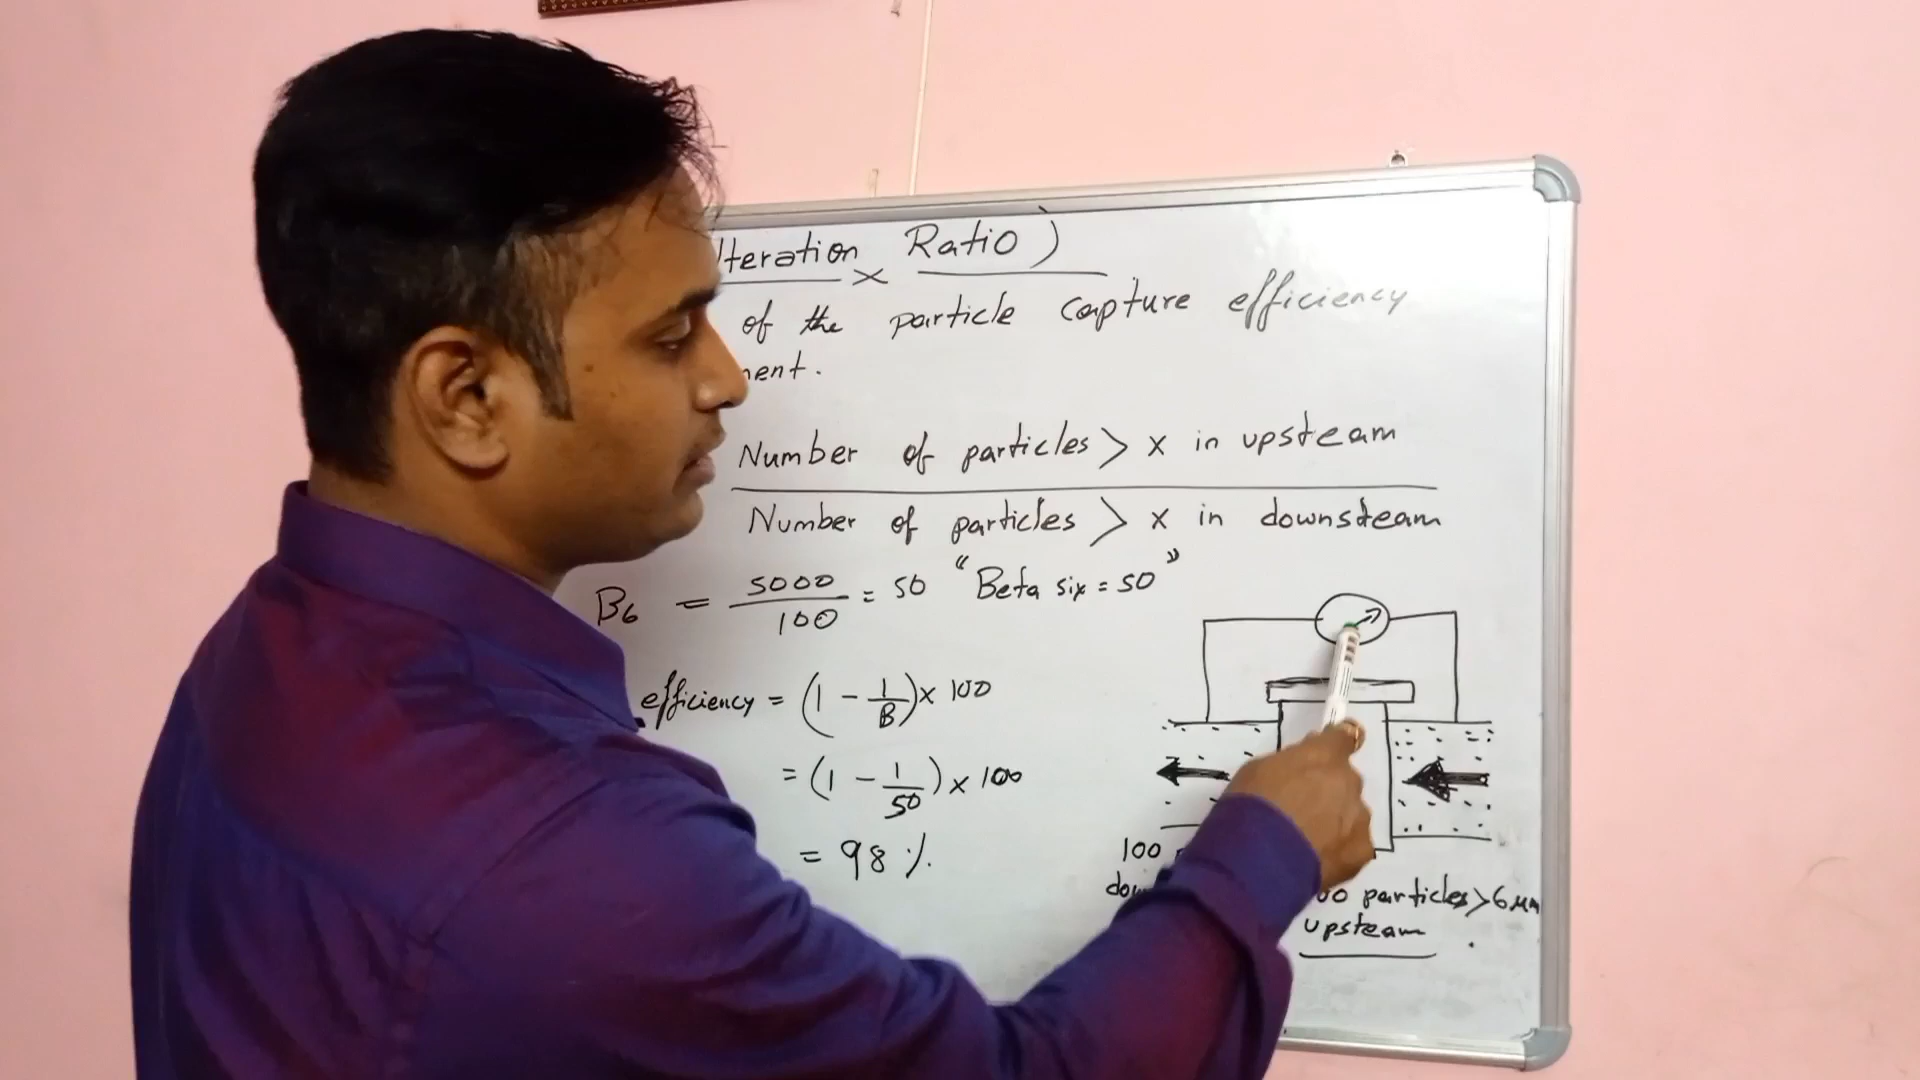 Iteration Ratio)
x
of the particle capture efficiency
ment.
Number of particles > x in upsteam
Number of particles > x in downsteam
B6 = 5000/100 = 50 "Beta six = 50"
efficiency = (1 - 1/B) x 100
= (1 - 1/50) x 100
= 98 %.
100
dow
00 particles > 6 μm
upsteam